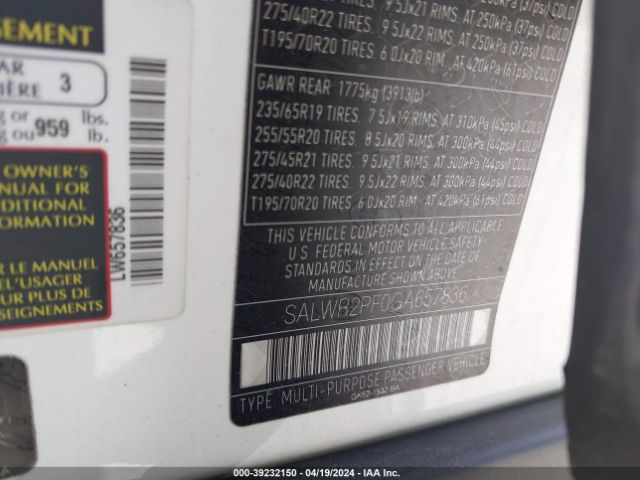 SEMENT
AR
IÈRE 3
g or lbs.
g ou 959 lb.
OWNER'S
MANUAL FOR
DDITIONAL
FORMATION
R LE MANUEL
EL'USAGER
UR PLUS DE
SEIGNEMENTS
LW657836
275/40R22 TIRES. 9 5Jx22 RIMS. AT 250kPa (37psi) COLD
T195/70R20 TIRES. 6 0Jx20 RIM. AT 420kPa (61psi) COLD
GAWR REAR 1775kg (3913lb)
235/65R19 TIRES. 7 5Jx19 RIMS. AT 310kPa (45psi) COLD
255/55R20 TIRES. 8 5Jx20 RIMS. AT 300kPa (44psi) COLD
275/45R21 TIRES. 9 5Jx21 RIMS. AT 300kPa (44psi) COLD
275/40R22 TIRES. 9 5Jx22 RIMS. AT 300kPa (44psi) COLD
T195/70R20 TIRES. 6 0Jx20 RIM. AT 420kPa (61psi) COLD
THIS VEHICLE CONFORMS TO ALL APPLICABLE
U S FEDERAL MOTOR VEHICLE SAFETY STANDARDS
IN EFFECT ON THE DATE OF MANUFACTURE SHOWN ABOVE
SALWR2PF0GA657836
TYPE MULTI-PURPOSE PASSENGER VEHICLE
000-39232150 - 04/19/2024 - IAA Inc.